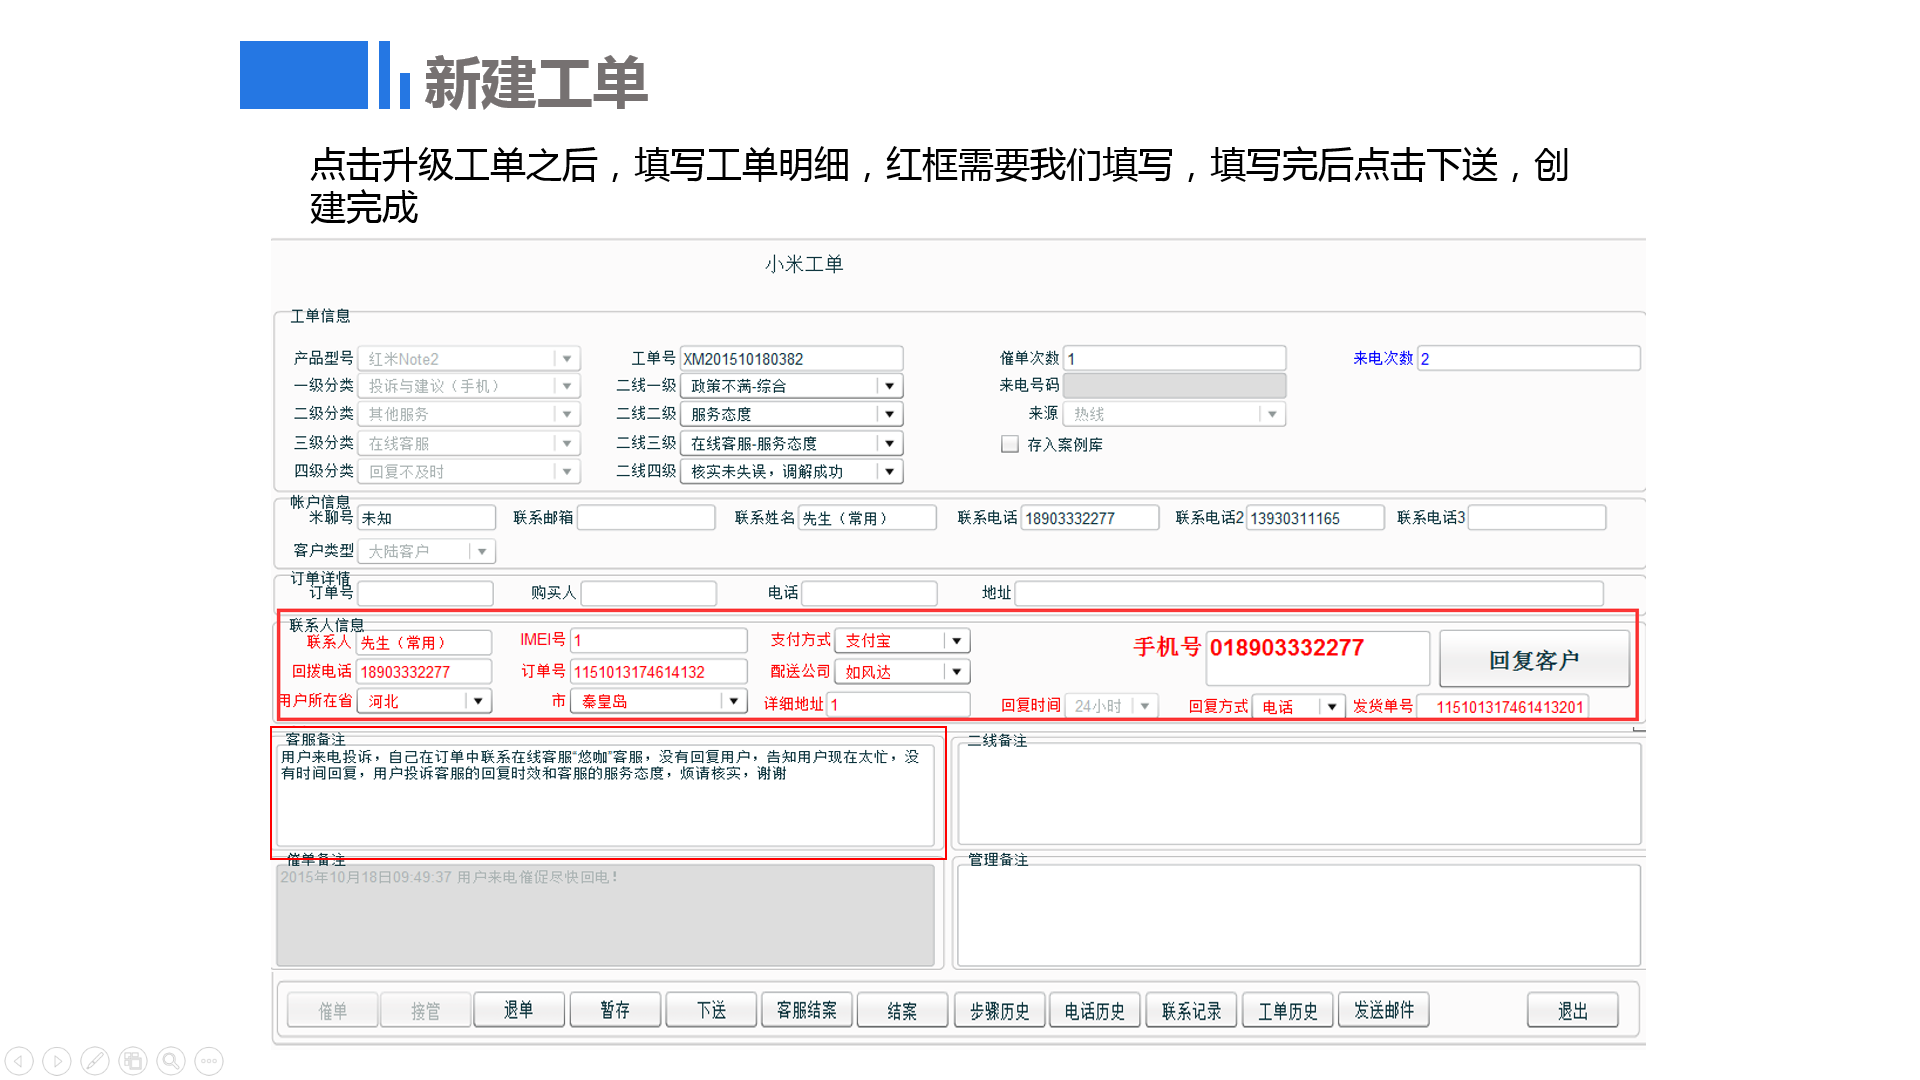 新建工单
点击升级工单之后，填写工单明细，红框需要我们填写，填写完后点击下送，创
建完成
小米工单
工单信息
产品型号 红米Note2 工单号 XM201510180382 催单次数 1 来电次数 2
一级分类 投诉与建议（手机） 二线一级 政策不满-综合 来电号码
二级分类 其他服务 二线二级 服务态度 来源 热线
三级分类 在线客服 二线三级 在线客服-服务态度 存入案例库
四级分类 回复不及时 二线四级 核实未失误，调解成功
帐户信息
米聊号 未知 联系邮箱 联系姓名 先生（常用） 联系电话 18903332277 联系电话2 13930311165 联系电话3
客户类型 大陆客户
订单详情
订单号 购买人 电话 地址
联系人信息
联系人 先生（常用） IMEI号 1 支付方式 支付宝 手机号 018903332277 回复客户
回拨电话 18903332277 订单号 1151013174614132 配送公司 如风达
用户所在省 河北 市 秦皇岛 详细地址 1 回复时间 24小时 回复方式 电话 发货单号 115101317461413201
客服备注
用户来电投诉，自己在订单中联系在线客服“悠咖”客服，没有回复用户，告知用户现在太忙，没
有时间回复，用户投诉客服的回复时效和客服的服务态度，烦请核实，谢谢
二线备注
催单备注
2015年10月18日09:49:37 用户来电催促尽快回电！
管理备注
催单 接管 退单 暂存 下送 客服结案 结案 步骤历史 电话历史 联系记录 工单历史 发送邮件 退出